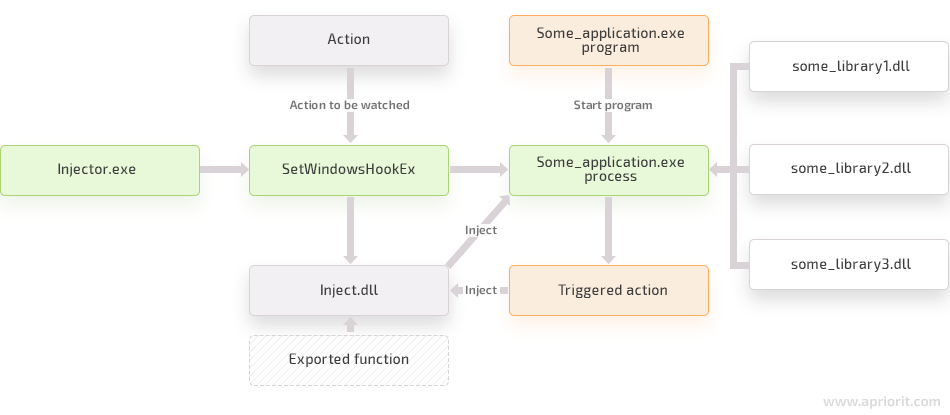 Action
Some_application.exe
program
some_library1.dll
Action to be watched
Start program
Injector.exe
SetWindowsHookEx
Some_application.exe
process
some_library2.dll
Inject
some_library3.dll
Inject.dll
Inject
Triggered action
Exported function
www.apriorit.com